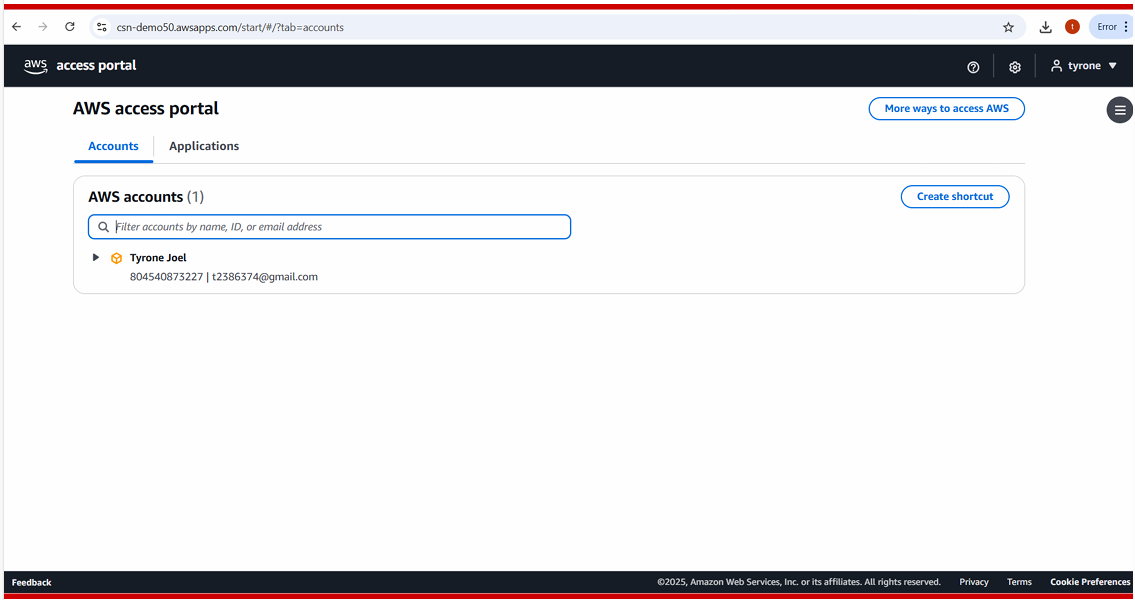 csn-demo50.awsapps.com/start/#/?tab=accounts
t
Error
aws access portal
tyrone
AWS access portal
More ways to access AWS
Accounts
Applications
AWS accounts (1)
Create shortcut
Filter accounts by name, ID, or email address
Tyrone Joel
804540873227 | t2386374@gmail.com
Feedback
©2025, Amazon Web Services, Inc. or its affiliates. All rights reserved.
Privacy
Terms
Cookie Preferences